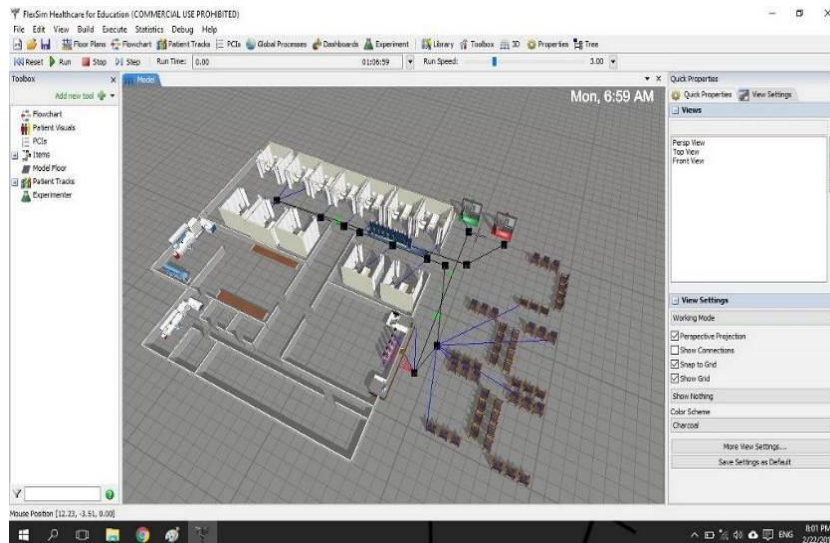 FlexSim Healthcare for Education (COMMERCIAL USE PROHIBITED)
File Edit View Build Execute Statistics Debug Help
Floor Plans Flowchart Patient Tracks PCIs Global Processes Dashboards Experiment Library Toolbox 3D Properties Tree
Reset Run Stop Step Run Time: 0.00 01:06:59 Run Speed: 3.00
Toolbox
Model
Quick Properties
Add new tool
Mon, 6:59 AM
Quick Properties View Settings
Views
Flowchart
Patient Visuals
PCIs
Items
Model Floor
Patient Tracks
Experimenter
Persp View
Top View
Front View
View Settings
Working Mode
Perspective Projection
Show Connections
Snap to Grid
Show Grid
Show Nothing
Color Scheme
Charcoal
More View Settings...
Save Settings as Default
Mouse Position [12.23, -3.51, 0.00]
ENG
8:01 PM